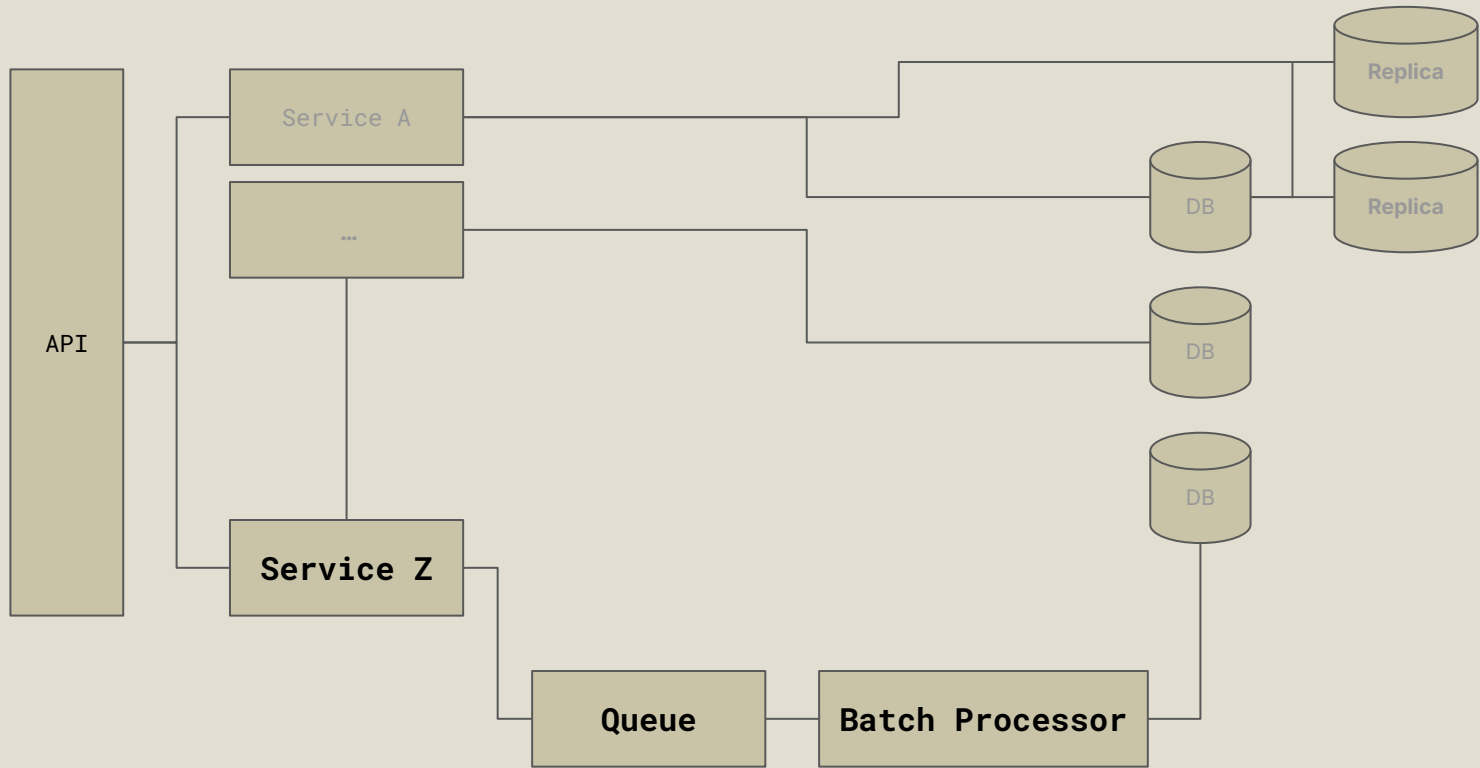 Replica
Service A
DB
Replica
…
API
DB
DB
Service Z
Queue
Batch Processor